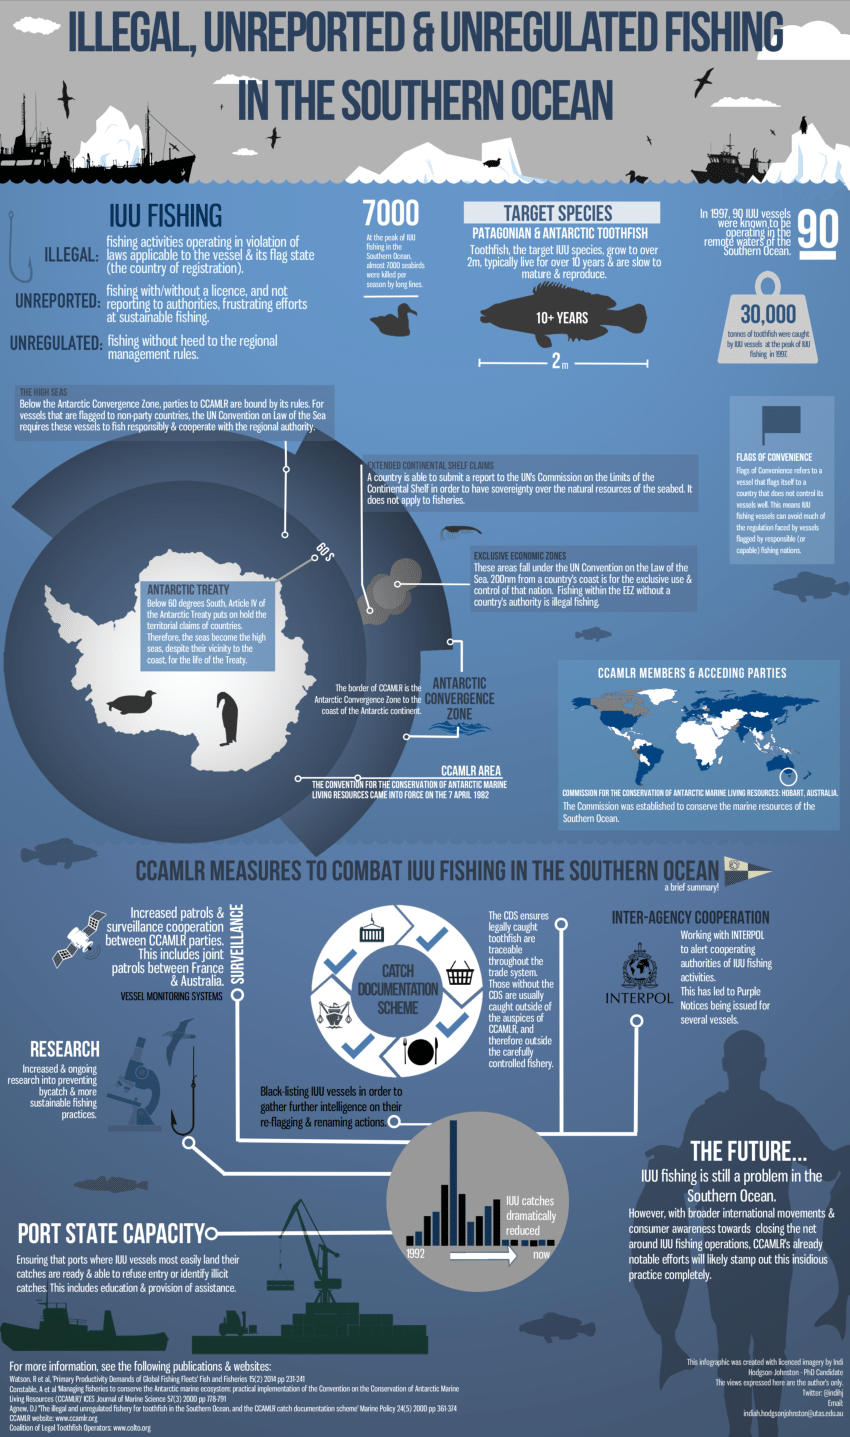 ILLEGAL, UNREPORTED & UNREGULATED FISHING
IN THE SOUTHERN OCEAN
IUU FISHING
ILLEGAL:
fishing activities operating in violation of
laws applicable to the vessel & its flag state
(the country of registration).
UNREPORTED:
fishing with/without a licence, and not
reporting to authorities, frustrating efforts
at sustainable fishing.
UNREGULATED:
fishing without heed to the regional
management rules.
7000
At the peak of IUU
fishing in the
Southern Ocean,
almost 7000 seabirds
were killed per
season by long lines.
TARGET SPECIES
PATAGONIAN & ANTARCTIC TOOTHFISH
Toothfish, the target IUU species, grow to over
2m, typically live for over 10 years & are slow to
mature & reproduce.
10+ YEARS
2 m
In 1997, 90 IUU vessels
were known to be
operating in the
remote waters of the
Southern Ocean.
90
30,000
tonnes of toothfish were caught
by IUU vessels at the peak of IUU
fishing in 1997.
THE HIGH SEAS
Below the Antarctic Convergence Zone, parties to CCAMLR are bound by its rules. For
vessels that are flagged to non-party countries, the UN Convention on Law of the Sea
requires these vessels to fish responsibly & cooperate with the regional authority.
EXTENDED CONTINENTAL SHELF CLAIMS
A country is able to submit a report to the UN's Commission on the Limits of the
Continental Shelf in order to have sovereignty over the natural resources of the seabed. It
does not apply to fisheries.
FLAGS OF CONVENIENCE
Flags of Convenience refers to a
vessel that flags itself to a
country that does not control its
vessels well. This means IUU
fishing vessels can avoid much of
the regulation faced by vessels
flagged by responsible (or
capable) fishing nations.
60 S
EXCLUSIVE ECONOMIC ZONES
These areas fall under the UN Convention on the Law of the
Sea. 200nm from a country's coast is for the exclusive use &
control of that nation. Fishing within the EEZ without a
country's authority is illegal fishing.
ANTARCTIC TREATY
Below 60 degrees South, Article IV of
the Antarctic Treaty puts on hold the
territorial claims of countries.
Therefore, the seas become the high
seas, despite their vicinity to the
coast, for the life of the Treaty.
The border of CCAMLR is the
Antarctic Convergence Zone to the
coast of the Antarctic continent.
ANTARCTIC
CONVERGENCE
ZONE
CCAMLR AREA
THE CONVENTION FOR THE CONSERVATION OF ANTARCTIC MARINE
LIVING RESOURCES CAME INTO FORCE ON THE 7 APRIL 1982
CCAMLR MEMBERS & ACCEDING PARTIES
COMMISSION FOR THE CONSERVATION OF ANTARCTIC MARINE LIVING RESOURCES: HOBART, AUSTRALIA.
The Commission was established to conserve the marine resources of the
Southern Ocean.
CCAMLR MEASURES TO COMBAT IUU FISHING IN THE SOUTHERN OCEAN
a brief summary!
Increased patrols &
surveillance cooperation
between CCAMLR parties.
This includes joint
patrols between France
& Australia.
VESSEL MONITORING SYSTEMS
SURVEILLANCE
CATCH
DOCUMENTATION
SCHEME
The CDS ensures
legally caught
toothfish are
traceable
throughout the
trade system.
Those without the
CDS are usually
caught outside of
the auspices of
CCAMLR, and
therefore outside
the carefully
controlled fishery.
INTER-AGENCY COOPERATION
INTERPOL
Working with INTERPOL
to alert cooperating
authorities of IUU fishing
activities.
This has led to Purple
Notices being issued for
several vessels.
RESEARCH
Increased & ongoing
research into preventing
bycatch & more
sustainable fishing
practices.
Black-listing IUU vessels in order to
gather further intelligence on their
re-flagging & renaming actions.
IUU catches
dramatically
reduced
1992
now
PORT STATE CAPACITY
Ensuring that ports where IUU vessels most easily land their
catches are ready & able to refuse entry or identify illicit
catches. This includes education & provision of assistance.
THE FUTURE...
IUU fishing is still a problem in the
Southern Ocean.
However, with broader international movements &
consumer awareness towards closing the net
around IUU fishing operations, CCAMLR's already
notable efforts will likely stamp out this insidious
practice completely.
For more information, see the following publications & websites:
Watson, R et al, 'Primary Productivity Demands of Global Fishing Fleets' Fish and Fisheries 15(2) 2014 pp 231-241
Constable, A et al 'Managing fisheries to conserve the Antarctic marine ecosystem: practical implementation of the Convention on the Conservation of Antarctic Marine
Living Resources (CCAMLR)' ICES Journal of Marine Science 57(3) 2000 pp 778-791
Agnew, DJ 'The illegal and unregulated fishery for toothfish in the Southern Ocean, and the CCAMLR catch documentation scheme' Marine Policy 24(5) 2000 pp 361-374
CCAMLR website: www.ccamlr.org
Coalition of Legal Toothfish Operators: www.colto.org
This infographic was created with licenced imagery by Indi
Hodgson-Johnston - PhD Candidate
The views expressed here are the author's only.
Twitter: @indihj
Email:
indiah.hodgsonjohnston@utas.edu.au